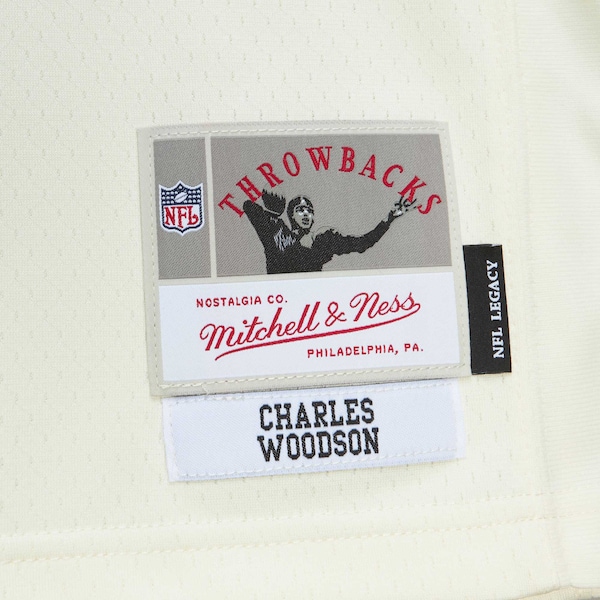 THROWBACKS
NFL
NOSTALGIA CO.
Mitchell & Ness
PHILADELPHIA, PA.
NFL LEGACY
CHARLES
WOODSON